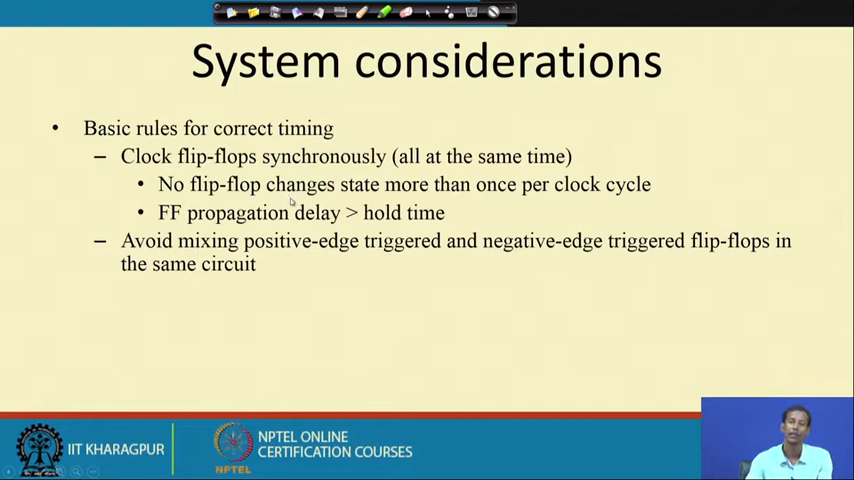 System considerations
• Basic rules for correct timing
– Clock flip-flops synchronously (all at the same time)
• No flip-flop changes state more than once per clock cycle
• FF propagation delay > hold time
– Avoid mixing positive-edge triggered and negative-edge triggered flip-flops in
the same circuit
IIT KHARAGPUR
NPTEL ONLINE
CERTIFICATION COURSES
NPTEL